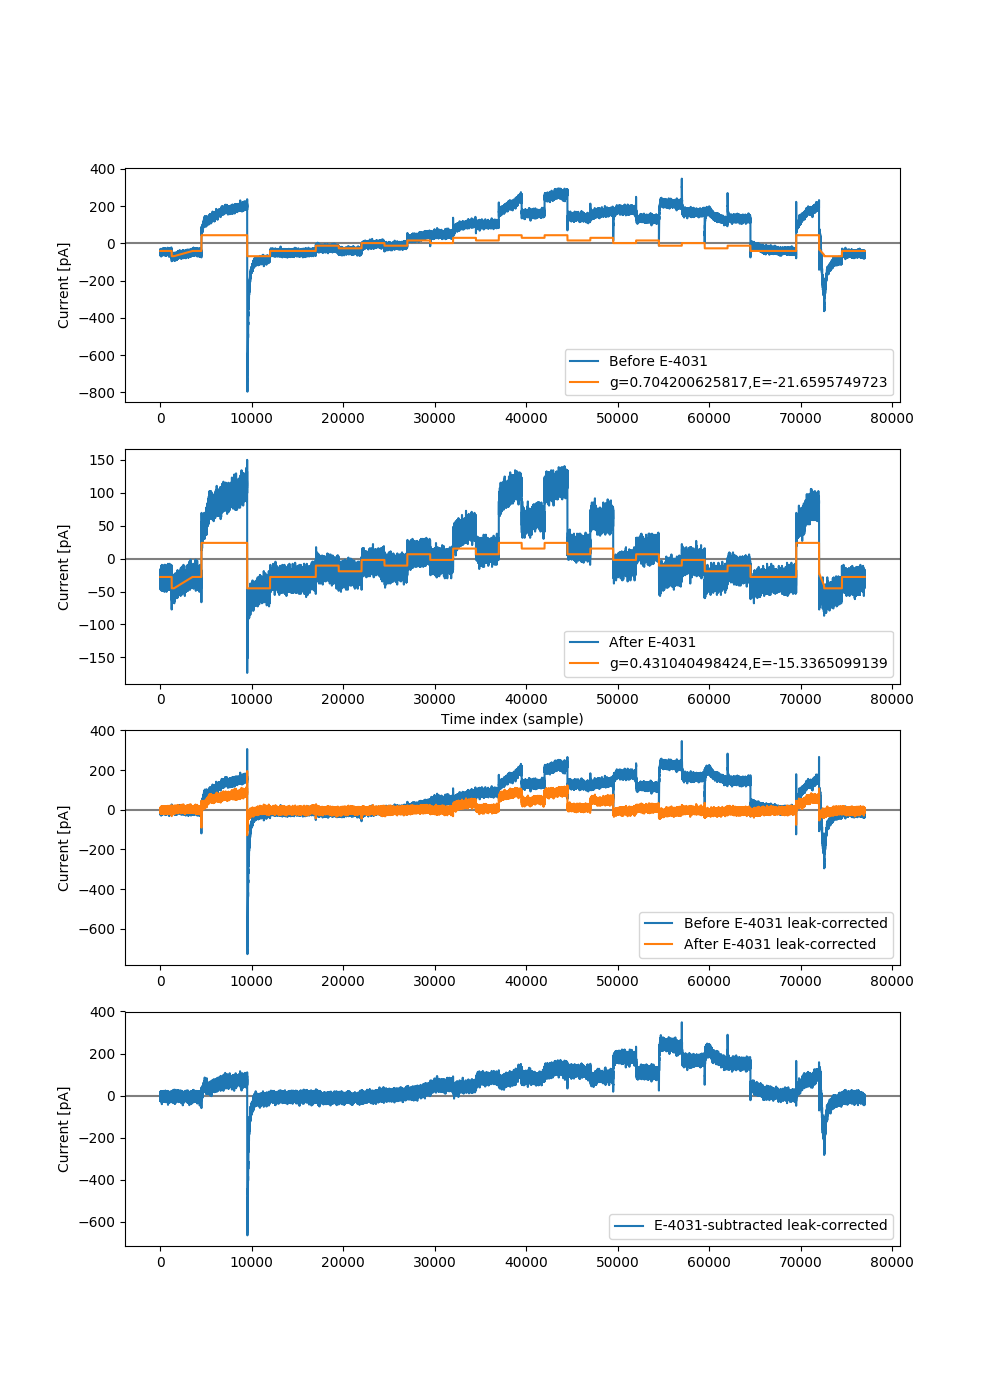 400
200
0
−200
−400
−600
−800
Current [pA]
Before E-4031
g=0.704200625817,E=-21.6595749723
0 10000 20000 30000 40000 50000 60000 70000 80000
150
100
50
0
−50
−100
−150
Current [pA]
After E-4031
g=0.431040498424,E=-15.3365099139
0 10000 20000 30000 40000 50000 60000 70000 80000
Time index (sample)
400
200
0
−200
−400
−600
Current [pA]
Before E-4031 leak-corrected
After E-4031 leak-corrected
0 10000 20000 30000 40000 50000 60000 70000 80000
400
200
0
−200
−400
−600
Current [pA]
E-4031-subtracted leak-corrected
0 10000 20000 30000 40000 50000 60000 70000 80000